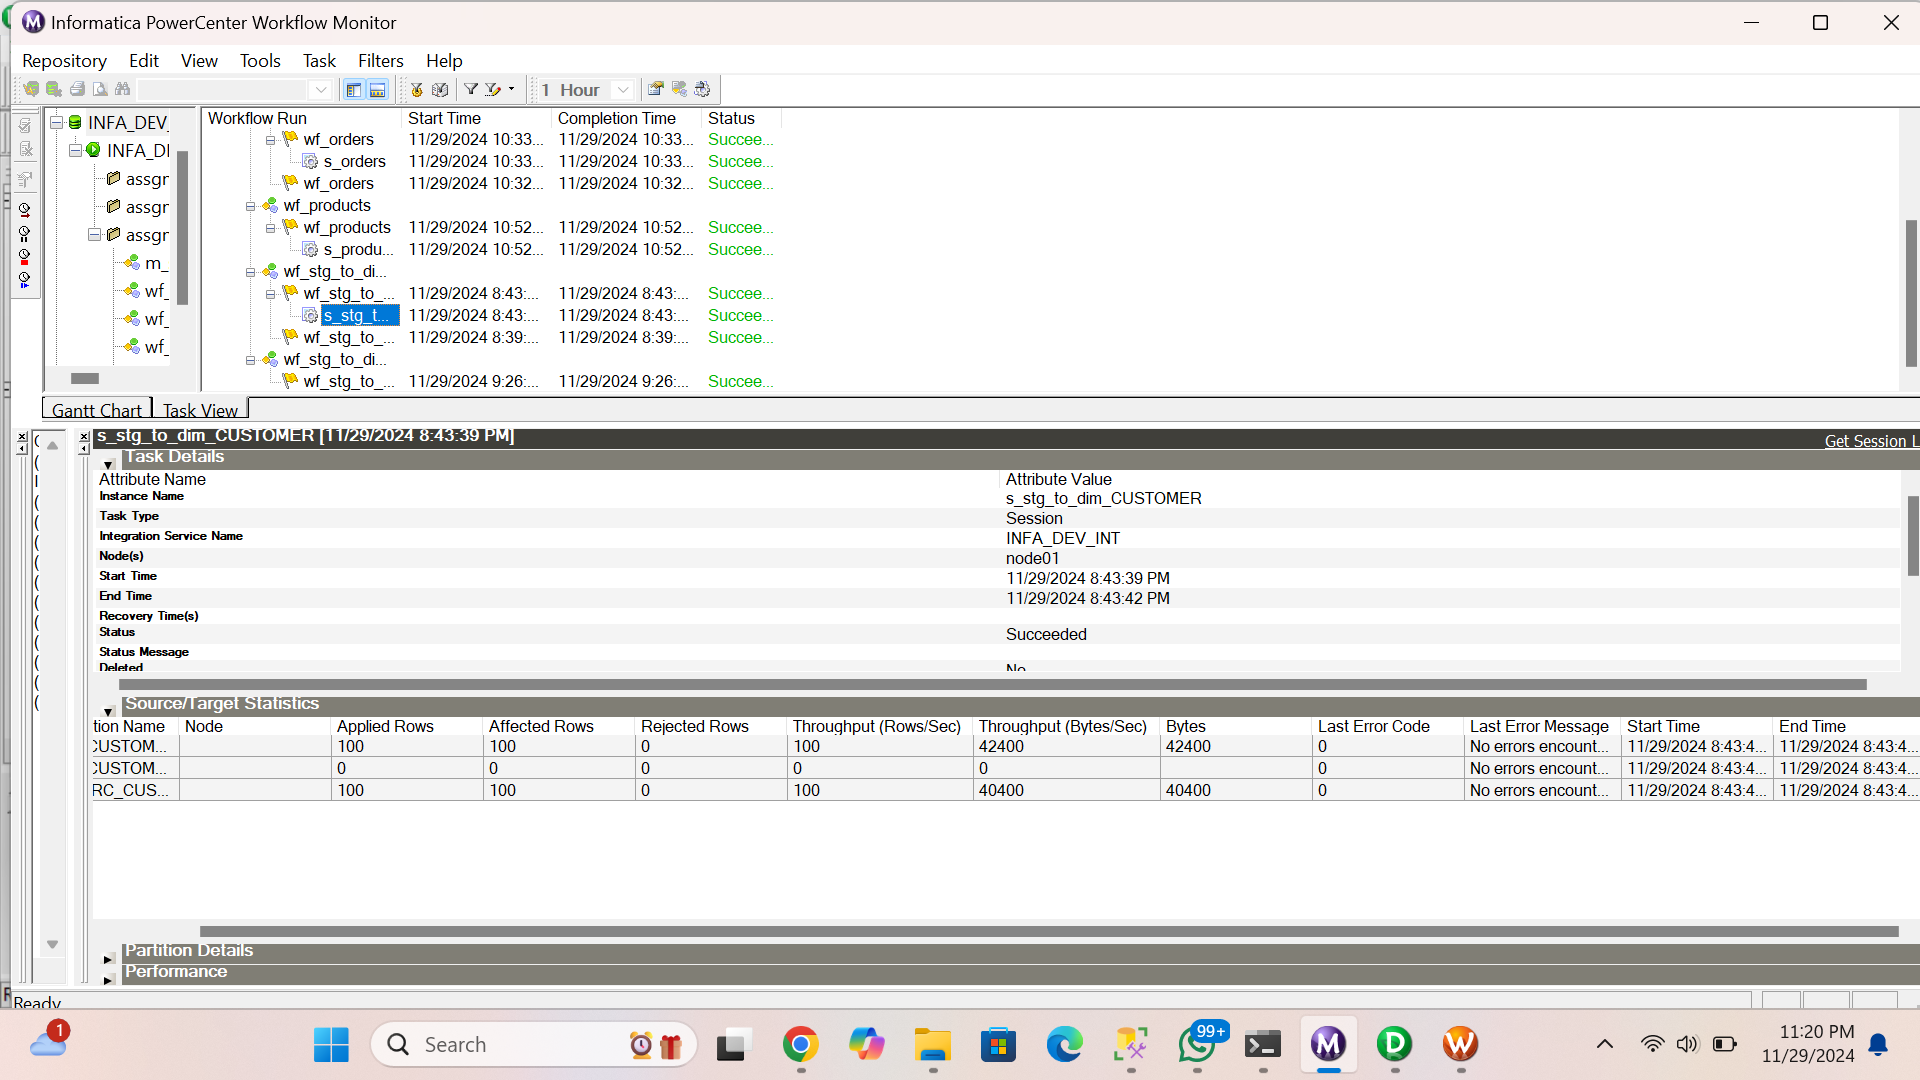 Informatica PowerCenter Workflow Monitor
Repository Edit View Tools Task Filters Help
1 Hour
INFA_DEV_
INFA_DI
assgr
assgr
assgr
m_
wf_
wf_
wf_
Workflow Run Start Time Completion Time Status
wf_orders 11/29/2024 10:33... 11/29/2024 10:33... Succee...
s_orders 11/29/2024 10:33... 11/29/2024 10:33... Succee...
wf_orders 11/29/2024 10:32... 11/29/2024 10:32... Succee...
wf_products
wf_products 11/29/2024 10:52... 11/29/2024 10:52... Succee...
s_produ... 11/29/2024 10:52... 11/29/2024 10:52... Succee...
wf_stg_to_di...
wf_stg_to_... 11/29/2024 8:43:... 11/29/2024 8:43:... Succee...
s_stg_t... 11/29/2024 8:43:... 11/29/2024 8:43:... Succee...
wf_stg_to_... 11/29/2024 8:39:... 11/29/2024 8:39:... Succee...
wf_stg_to_di...
wf_stg_to_... 11/29/2024 9:26:... 11/29/2024 9:26:... Succee...
Gantt Chart Task View
s_stg_to_dim_CUSTOMER [11/29/2024 8:43:39 PM]
Get Session L
Task Details
Attribute Name Attribute Value
Instance Name s_stg_to_dim_CUSTOMER
Task Type Session
Integration Service Name INFA_DEV_INT
Node(s) node01
Start Time 11/29/2024 8:43:39 PM
End Time 11/29/2024 8:43:42 PM
Recovery Time(s)
Status Succeeded
Status Message
Deleted No
Source/Target Statistics
tion Name Node Applied Rows Affected Rows Rejected Rows Throughput (Rows/Sec) Throughput (Bytes/Sec) Bytes Last Error Code Last Error Message Start Time End Time
CUSTOM... 100 100 0 100 42400 42400 0 No errors encount... 11/29/2024 8:43:4... 11/29/2024 8:43:4...
CUSTOM... 0 0 0 0 0 0 No errors encount... 11/29/2024 8:43:4... 11/29/2024 8:43:4...
RC_CUS... 100 100 0 100 40400 40400 0 No errors encount... 11/29/2024 8:43:4... 11/29/2024 8:43:4...
Partition Details
Performance
Ready
1
Search
99+
11:20 PM
11/29/2024